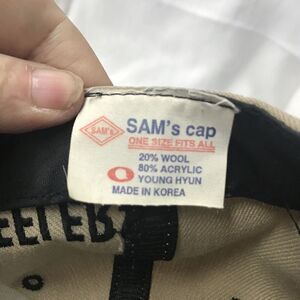 SAM's
SAM's cap
ONE SIZE FITS ALL
20% WOOL
80% ACRYLIC
YOUNG HYUN
MADE IN KOREA